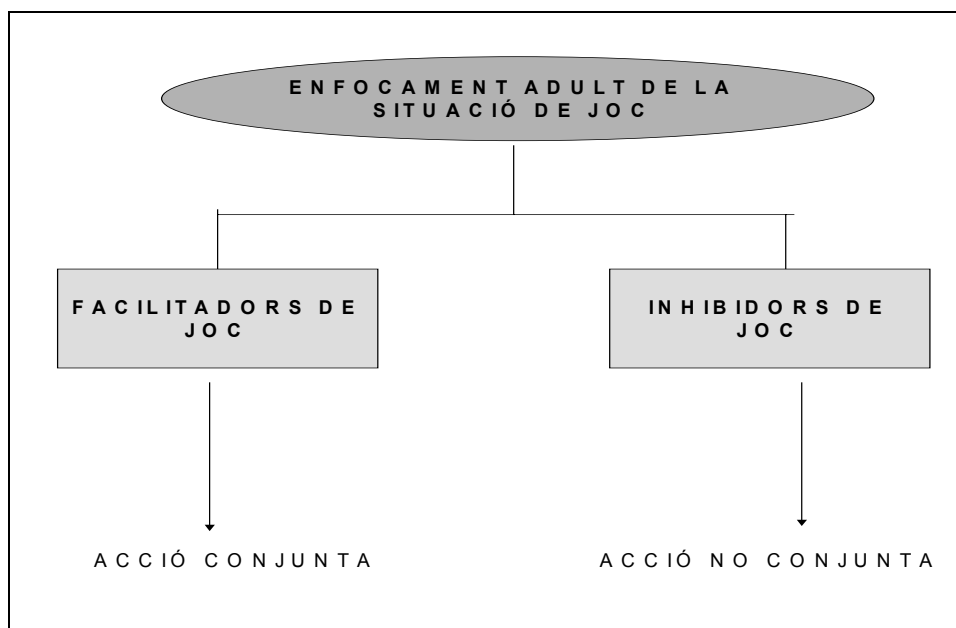 ENFOCAMENT ADULT DE LA
SITUACIÓ DE JOC
FACILITADORS DE
JOC
INHIBIDORS DE
JOC
ACCIÓ CONJUNTA
ACCIÓ NO CONJUNTA